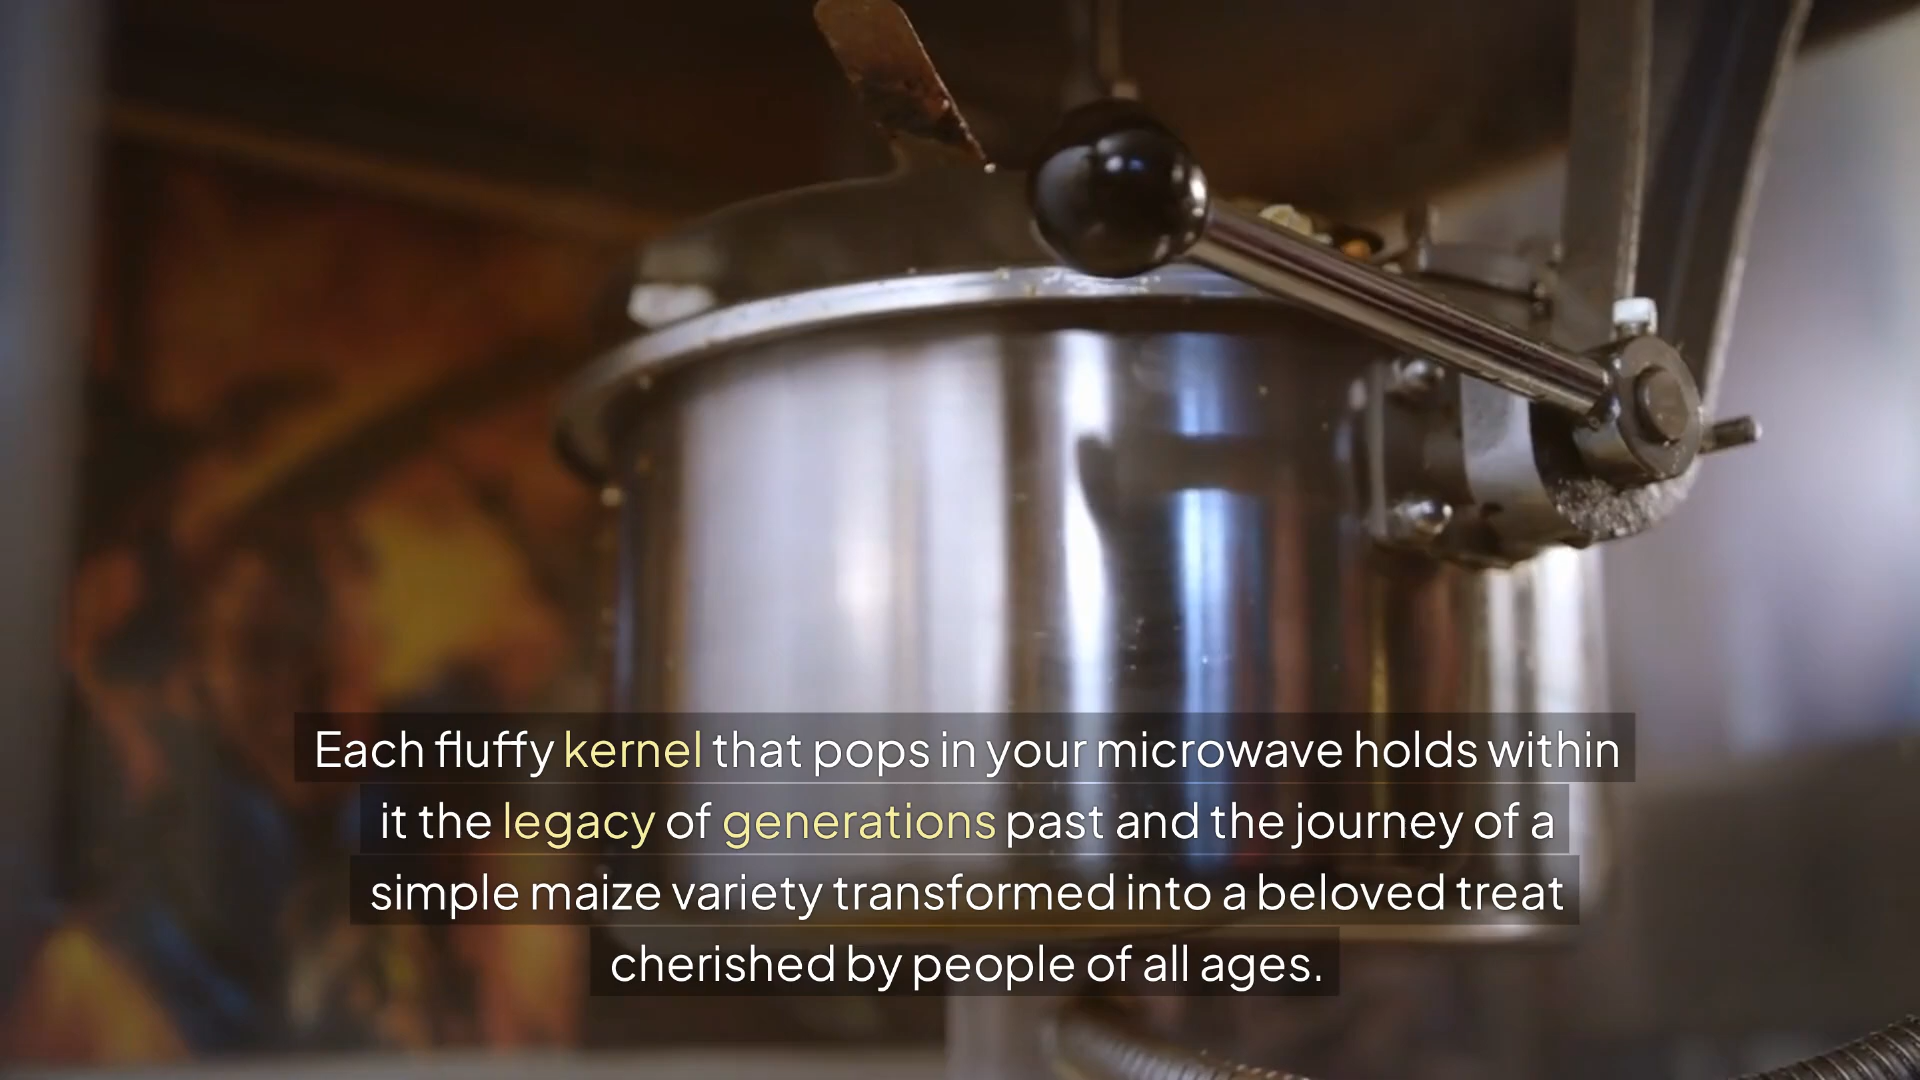 Each fluffy kernel that pops in your microwave holds within
it the legacy of generations past and the journey of a
simple maize variety transformed into a beloved treat
cherished by people of all ages.